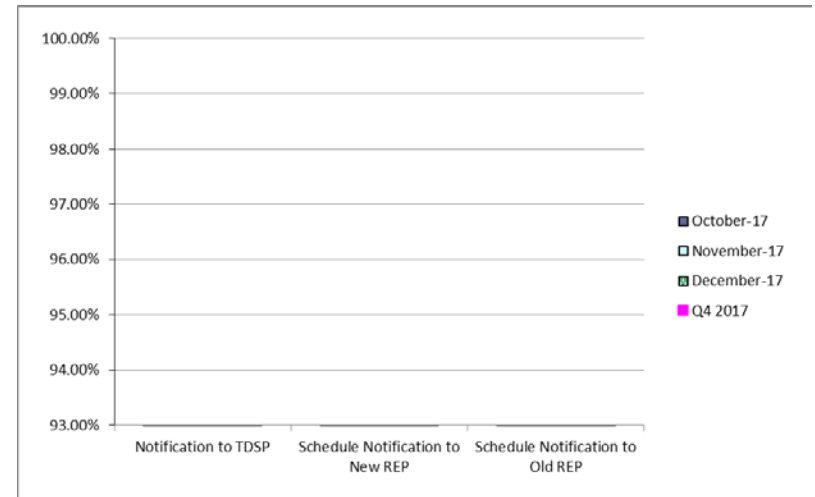 100.00%
99.00%
98.00%
97.00%
96.00%
95.00%
94.00%
93.00%
Notification to TDSP
Schedule Notification to
New REP
Schedule Notification to
Old REP
October-17
November-17
December-17
Q4 2017